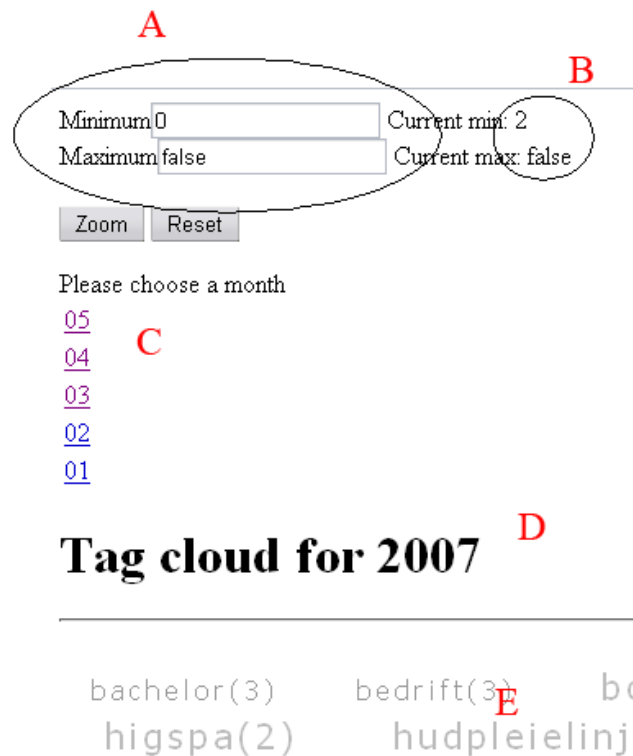 A
B
Minimum 0 Current min: 2
Maximum false Current max: false
Zoom Reset
Please choose a month
05
C
04
03
02
01
D
Tag cloud for 2007
bachelor(3) bedrift(3)
E
higspa(2) hudpleielinj